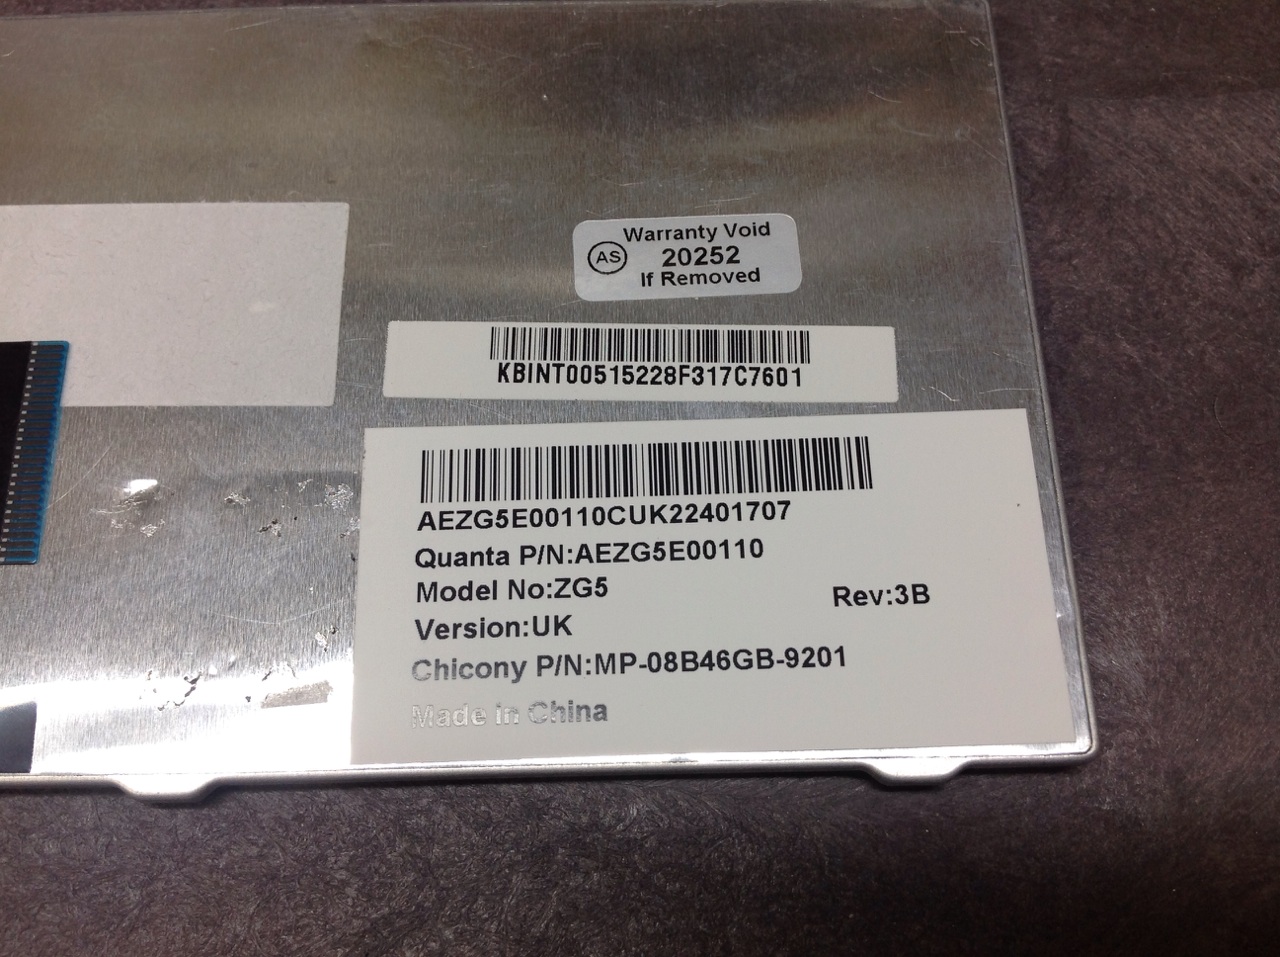 Warranty Void
AS 20252
If Removed
KBINT00515228F317C7601
AEZG5E00110CUK22401707
Quanta P/N:AEZG5E00110
Model No:ZG5
Rev:3B
Version:UK
Chicony P/N:MP-08B46GB-9201
Made in China